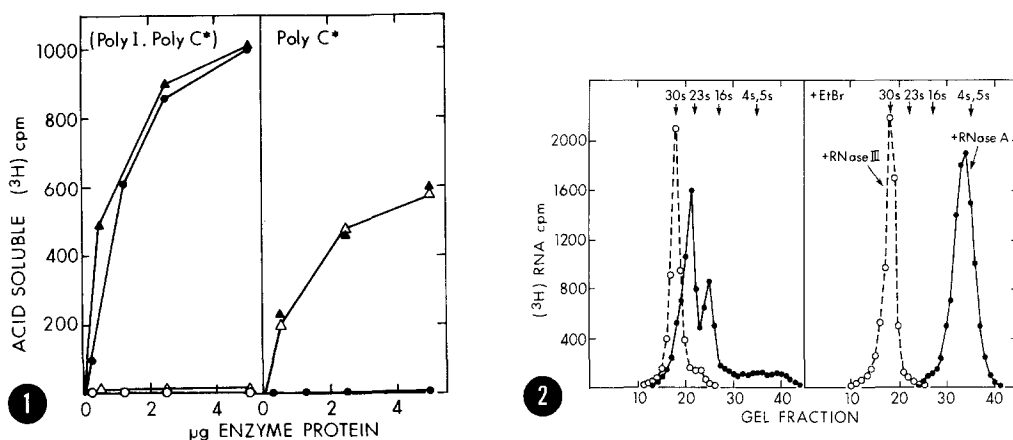 (Poly I. Poly C*)
Poly C*
1000
800
600
400
200
ACID SOLUBLE (³H) cpm
0 2 4 0 2 4
µg ENZYME PROTEIN
1
+EtBr
30s 23s 16s 4s,5s
30s 23s 16s 4s,5s
+RNase III
+RNase A
2000
1600
1200
800
400
(³H) RNA cpm
0 10 20 30 40 10 20 30 40
GEL FRACTION
2